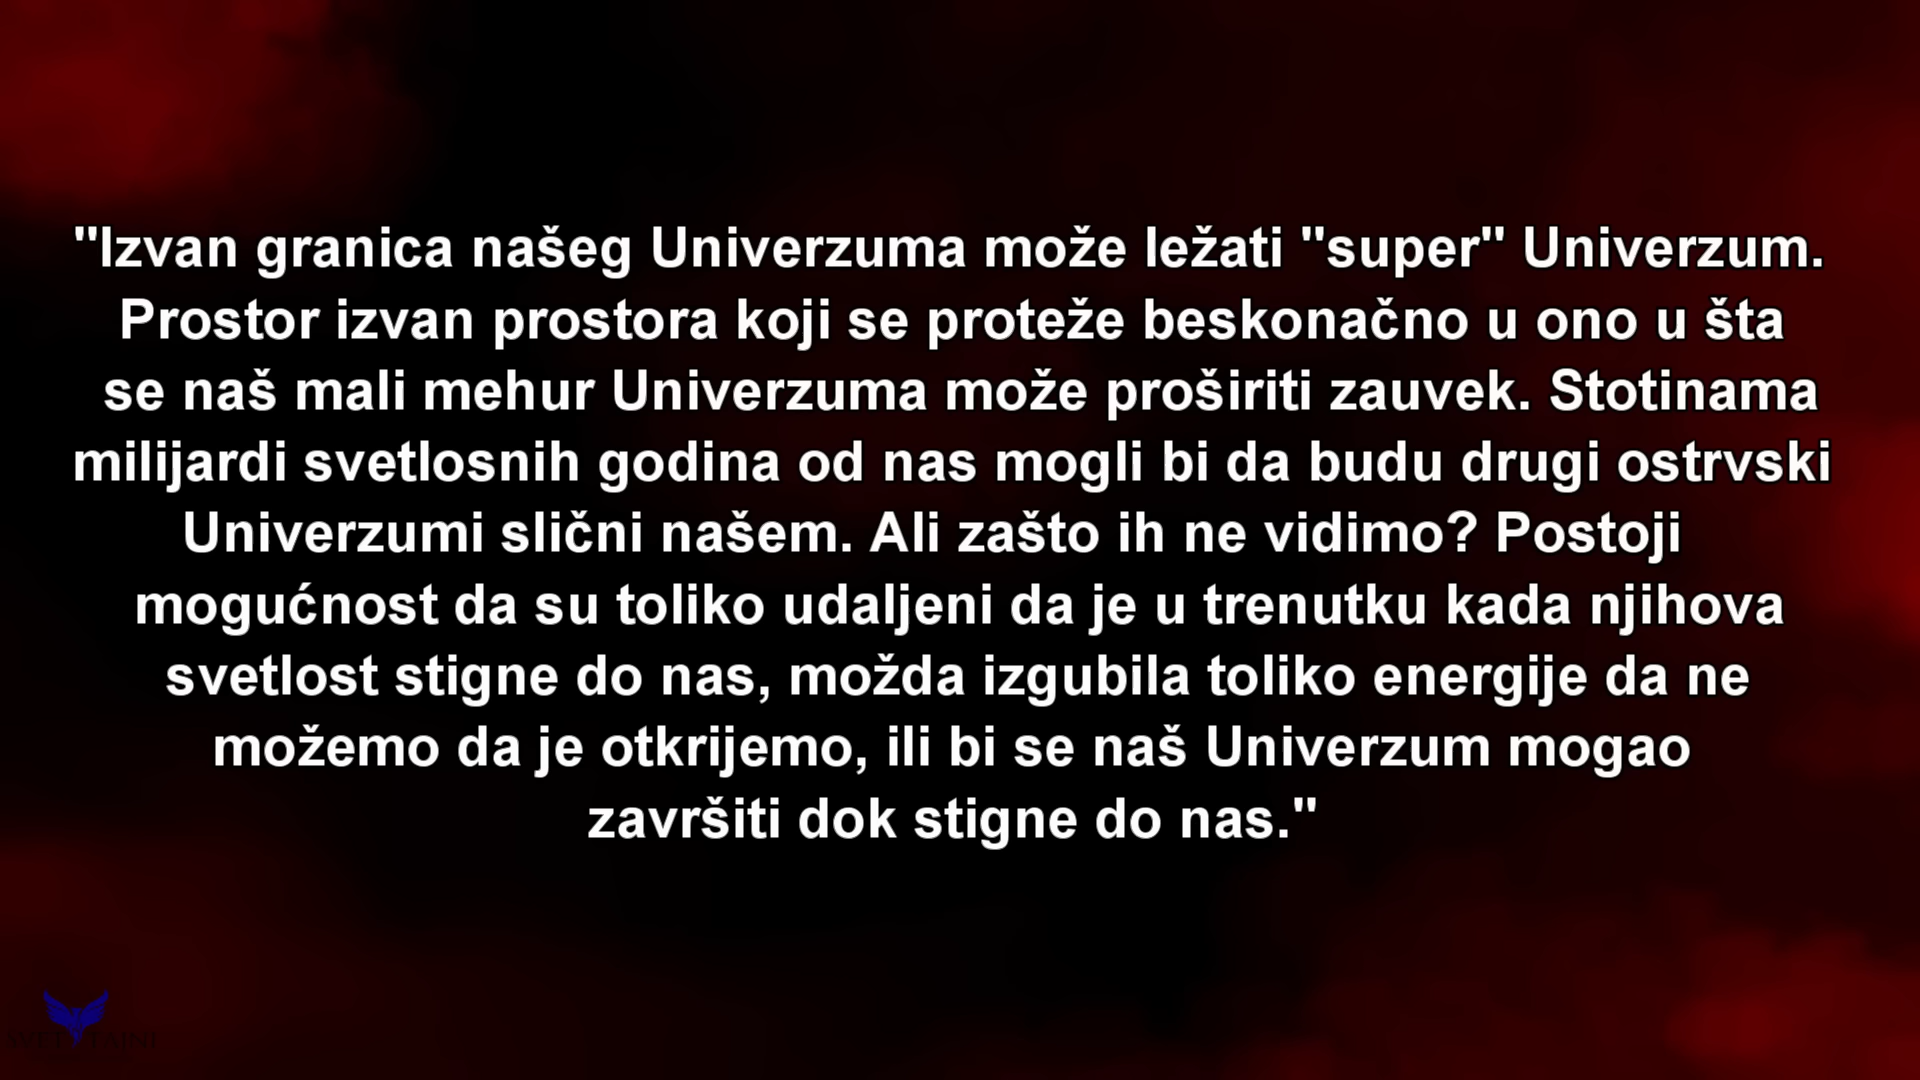 "Izvan granica našeg Univerzuma može ležati "super" Univerzum.
Prostor izvan prostora koji se proteže beskonačno u ono u šta
se naš mali mehur Univerzuma može proširiti zauvek. Stotinama
milijardi svetlosnih godina od nas mogli bi da budu drugi ostrvski
Univerzumi slični našem. Ali zašto ih ne vidimo? Postoji
mogućnost da su toliko udaljeni da je u trenutku kada njihova
svetlost stigne do nas, možda izgubila toliko energije da ne
možemo da je otkrijemo, ili bi se naš Univerzum mogao
završiti dok stigne do nas."
SVET TAJNI